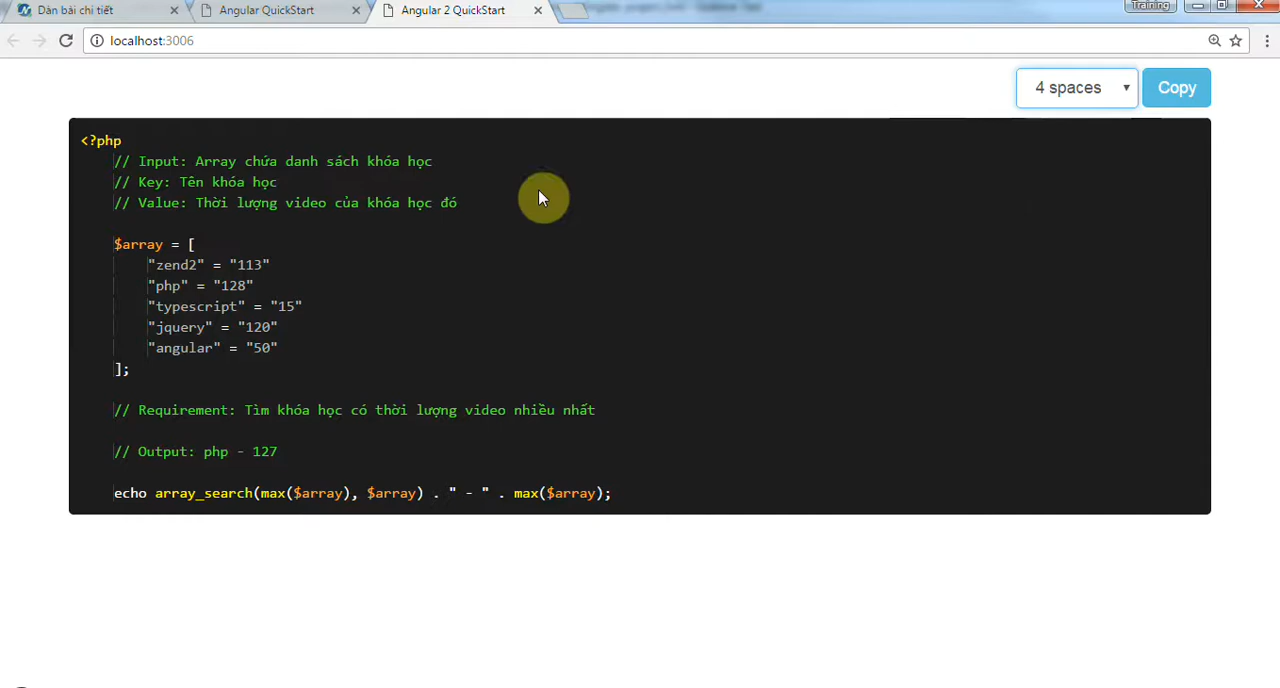 Dàn bài chi tiết
Angular QuickStart
Angular 2 QuickStart
Training
localhost:3006
4 spaces
Copy
<?php
// Input: Array chứa danh sách khóa học
// Key: Tên khóa học
// Value: Thời lượng video của khóa học đó
$array = [
"zend2" = "113"
"php" = "128"
"typescript" = "15"
"jquery" = "120"
"angular" = "50"
];
// Requirement: Tìm khóa học có thời lượng video nhiều nhất
// Output: php - 127
echo array_search(max($array), $array) . " - " . max($array);